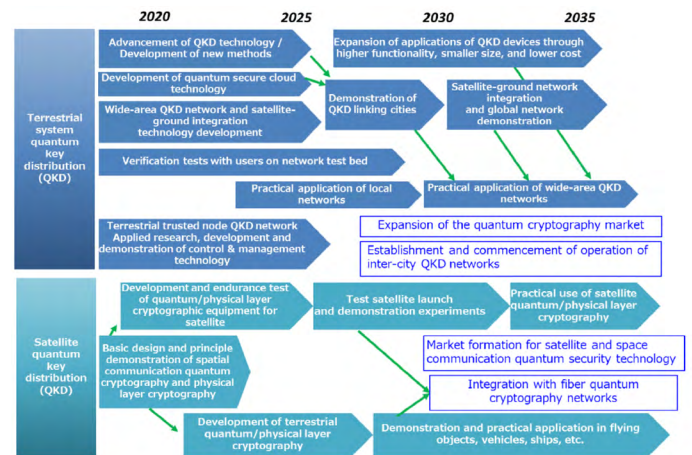 2020
2025
2030
2035
Terrestrial
system
quantum
key
distribution
(QKD)
Advancement of QKD technology /
Development of new methods
Expansion of applications of QKD devices through
higher functionality, smaller size, and lower cost
Development of quantum secure cloud
technology
Demonstration of
QKD linking cities
Satellite-ground network
integration
and global network
demonstration
Wide-area QKD network and satellite-
ground integration
technology development
Verification tests with users on network test bed
Practical application of local
networks
Practical application of wide-area QKD
networks
Terrestrial trusted node QKD network
Applied research, development and
demonstration of control & management
technology
Expansion of the quantum cryptography market
Establishment and commencement of operation of
inter-city QKD networks
Satellite
quantum
key
distribution
(QKD)
Development and endurance test
of quantum/physical layer
cryptographic equipment for
satellite
Test satellite launch
and demonstration experiments
Practical use of satellite
quantum/physical layer
cryptography
Basic design and principle
demonstration of spatial
communication quantum
cryptography and physical
layer cryptography
Market formation for satellite and space
communication quantum security technology
Integration with fiber quantum
cryptography networks
Development of terrestrial
quantum/physical layer
cryptography
Demonstration and practical application in flying
objects, vehicles, ships, etc.